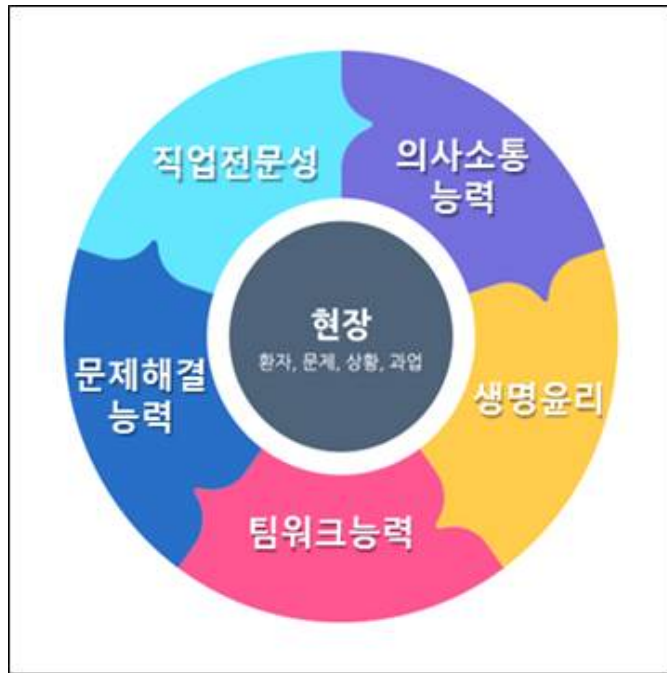 직업전문성
의사소통
능력
현장
환자, 문제, 상황, 과업
문제해결
능력
생명윤리
팀워크능력